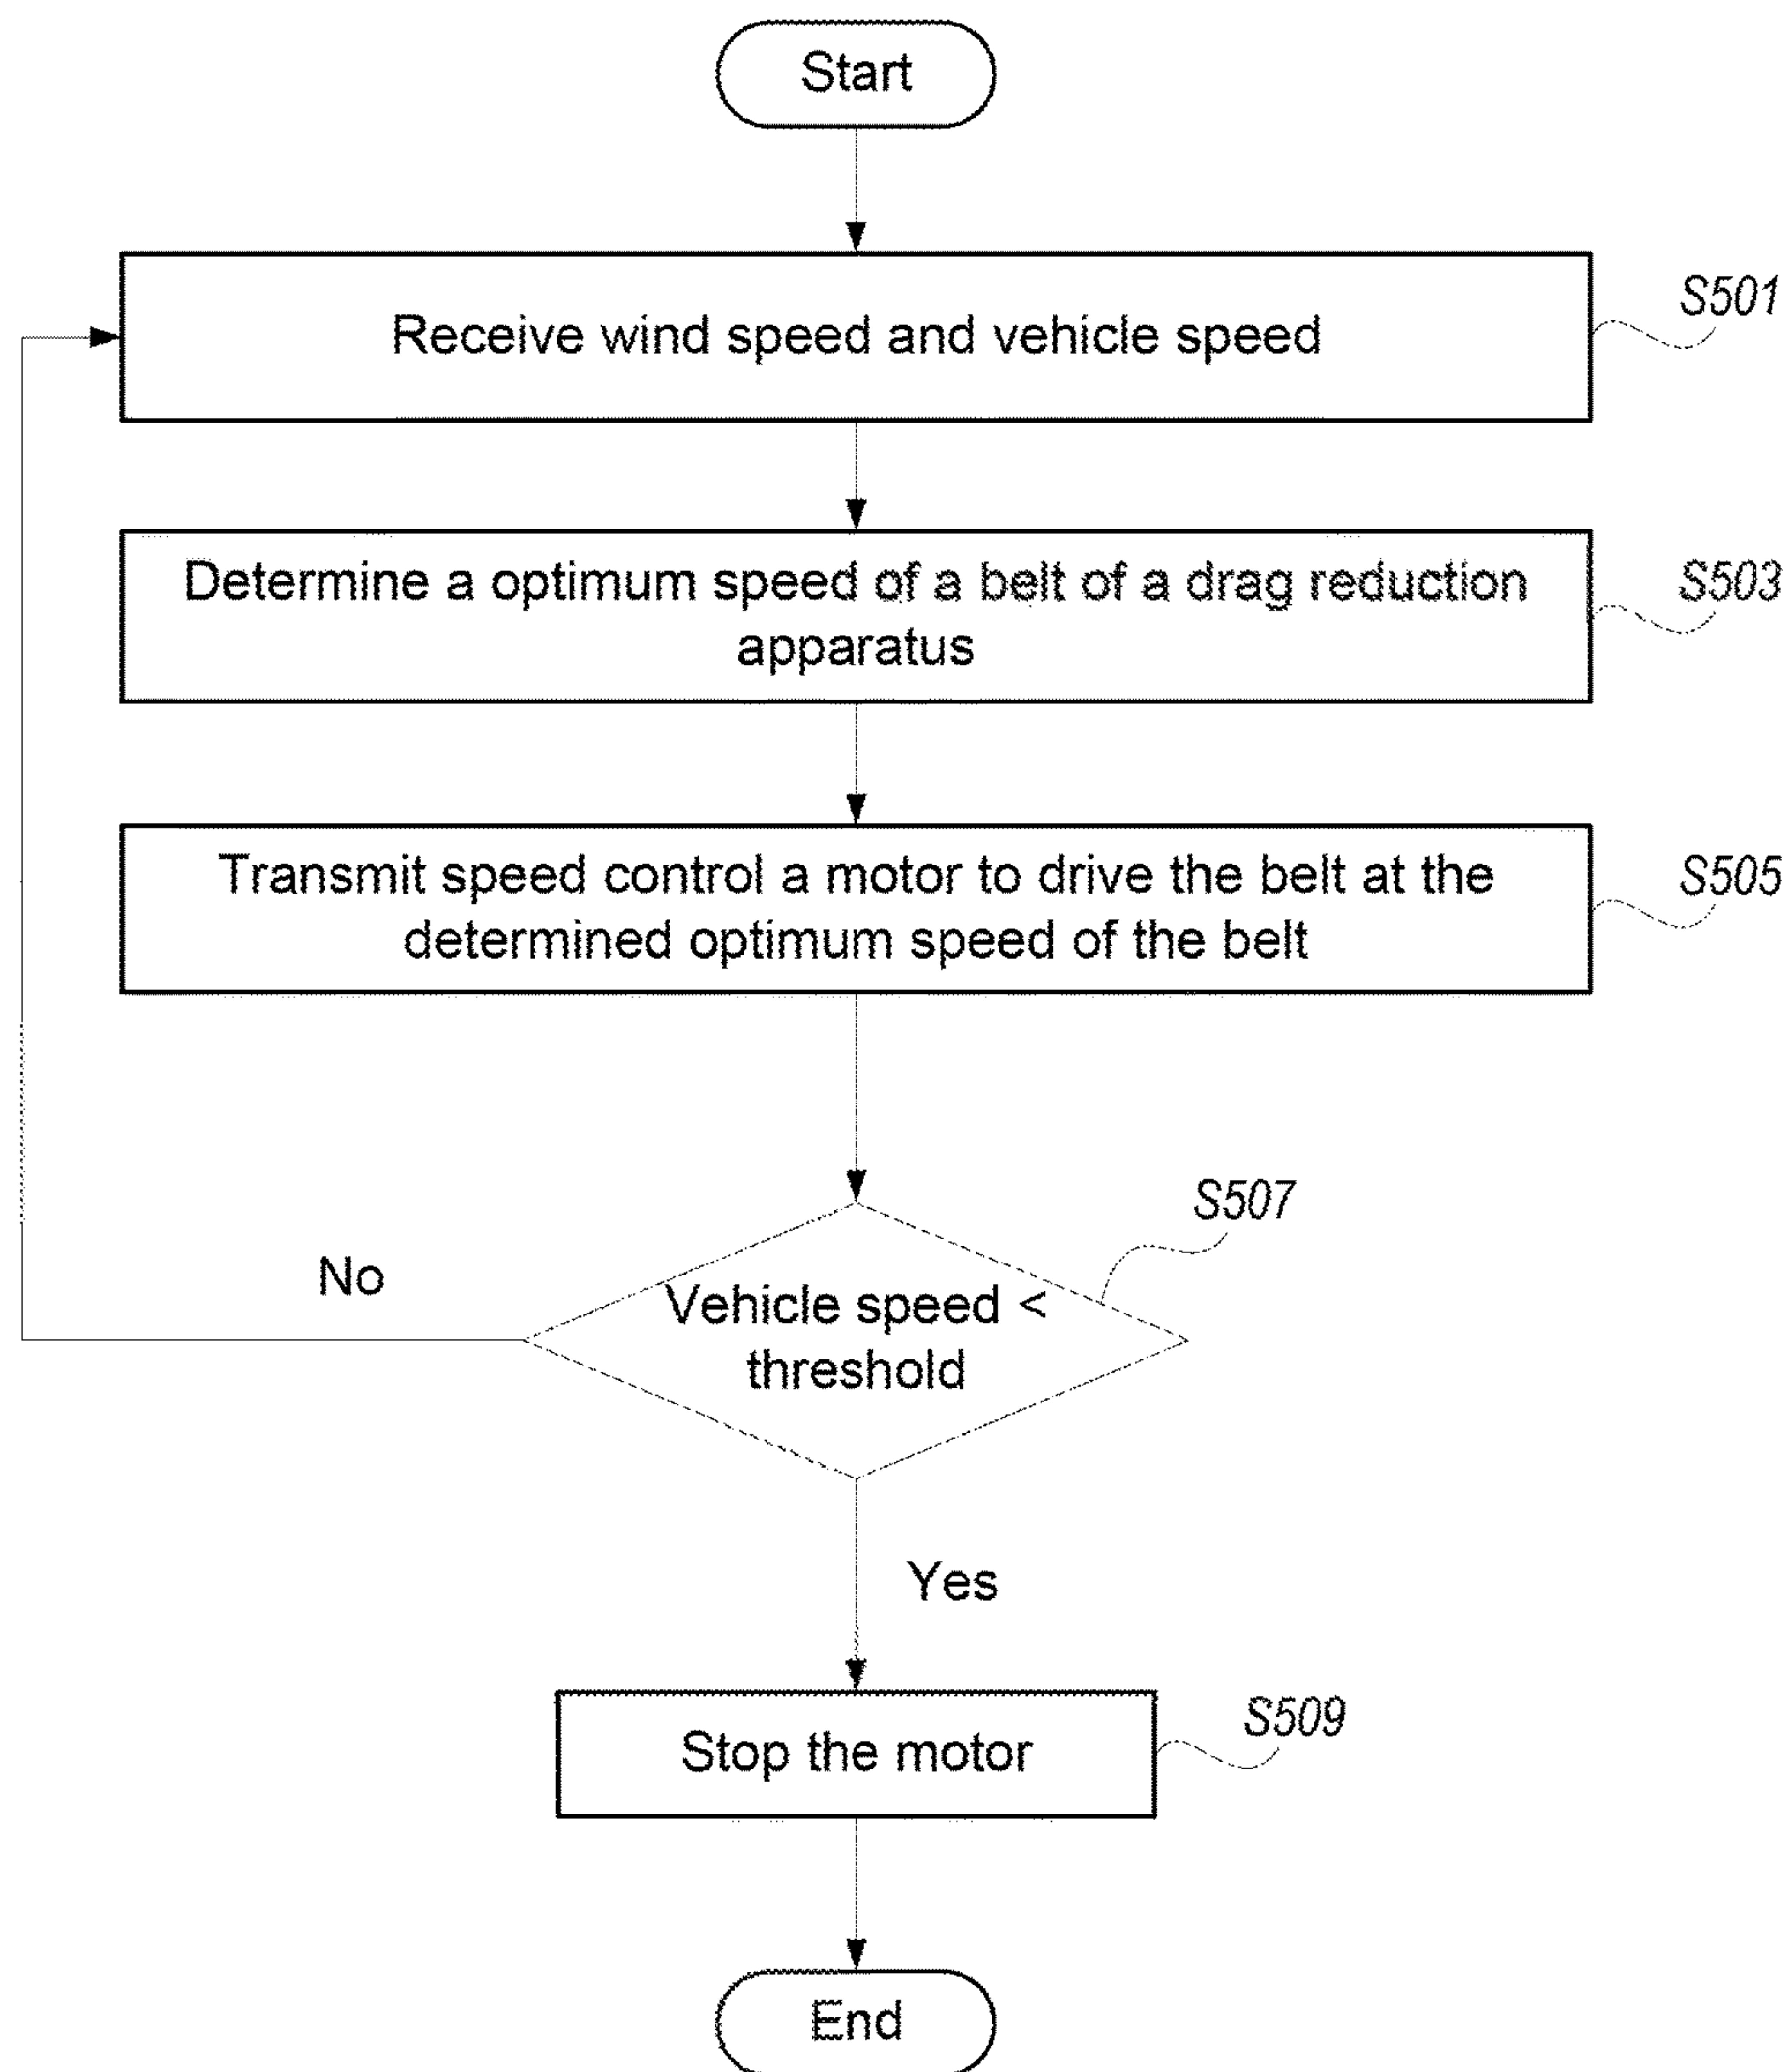 Start
Receive wind speed and vehicle speed
S501
Determine a optimum speed of a belt of a drag reduction
apparatus
S503
Transmit speed control a motor to drive the belt at the
determined optimum speed of the belt
S505
S507
No
Vehicle speed <
threshold
Yes
Stop the motor
S509
End